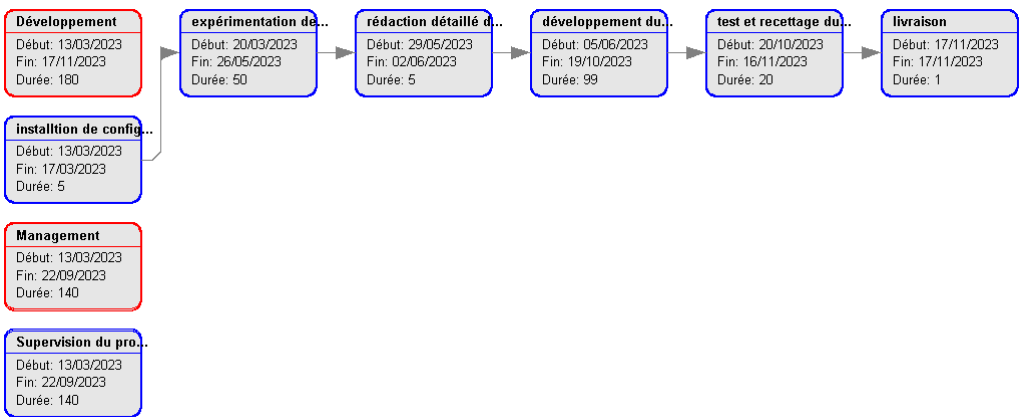 Développement
Début: 13/03/2023
Fin: 17/11/2023
Durée: 180
expérimentation de...
Début: 20/03/2023
Fin: 26/05/2023
Durée: 50
rédaction détaillé d...
Début: 29/05/2023
Fin: 02/06/2023
Durée: 5
développement du...
Début: 05/06/2023
Fin: 19/10/2023
Durée: 99
test et recettage du...
Début: 20/10/2023
Fin: 16/11/2023
Durée: 20
livraison
Début: 17/11/2023
Fin: 17/11/2023
Durée: 1
installtion de config...
Début: 13/03/2023
Fin: 17/03/2023
Durée: 5
Management
Début: 13/03/2023
Fin: 22/09/2023
Durée: 140
Supervision du pro...
Début: 13/03/2023
Fin: 22/09/2023
Durée: 140